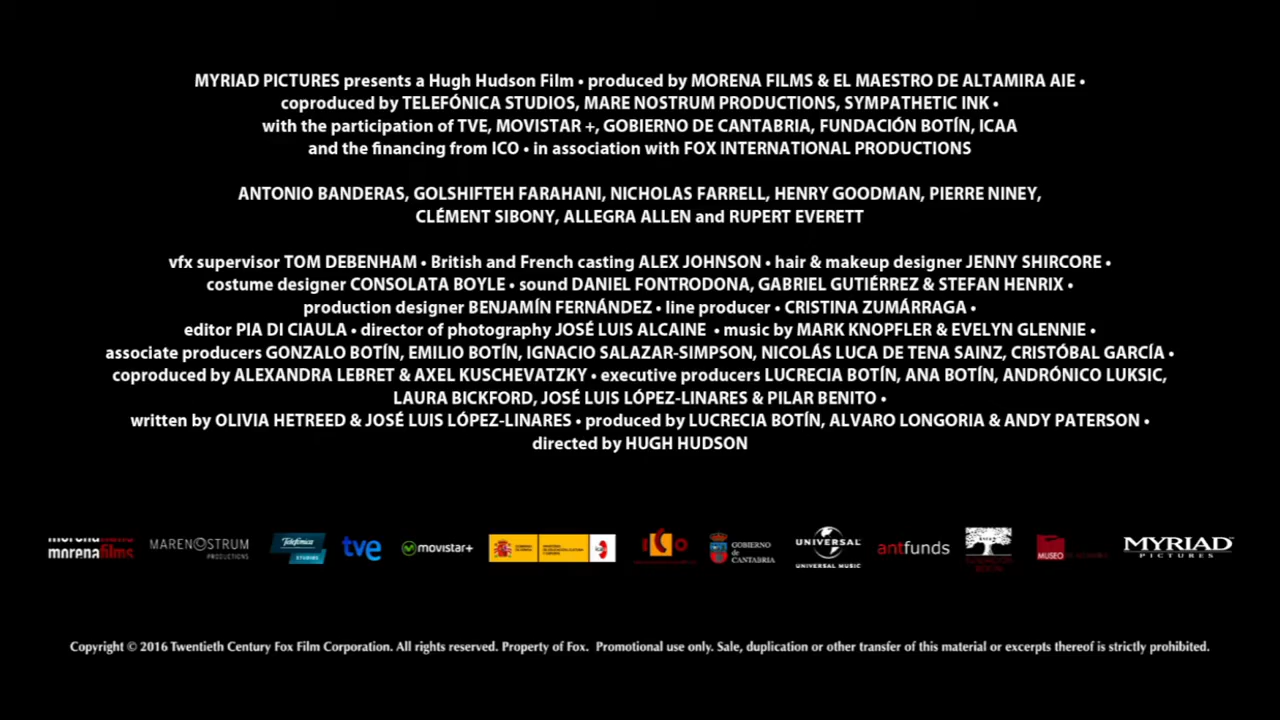 MYRIAD PICTURES presents a Hugh Hudson Film • produced by MORENA FILMS & EL MAESTRO DE ALTAMIRA AIE •
coproduced by TELEFÓNICA STUDIOS, MARE NOSTRUM PRODUCTIONS, SYMPATHETIC INK •
with the participation of TVE, MOVISTAR +, GOBIERNO DE CANTABRIA, FUNDACIÓN BOTÍN, ICAA
and the financing from ICO • in association with FOX INTERNATIONAL PRODUCTIONS
ANTONIO BANDERAS, GOLSHIFTEH FARAHANI, NICHOLAS FARRELL, HENRY GOODMAN, PIERRE NINEY,
CLÉMENT SIBONY, ALLEGRA ALLEN and RUPERT EVERETT
vfx supervisor TOM DEBENHAM • British and French casting ALEX JOHNSON • hair & makeup designer JENNY SHIRCORE •
costume designer CONSOLATA BOYLE • sound DANIEL FONTRODONA, GABRIEL GUTIÉRREZ & STEFAN HENRIX •
production designer BENJAMÍN FERNÁNDEZ • line producer • CRISTINA ZUMÁRRAGA •
editor PIA DI CIAULA • director of photography JOSÉ LUIS ALCAINE • music by MARK KNOPFLER & EVELYN GLENNIE •
associate producers GONZALO BOTÍN, EMILIO BOTÍN, IGNACIO SALAZAR-SIMPSON, NICOLÁS LUCA DE TENA SAINZ, CRISTÓBAL GARCÍA •
coproduced by ALEXANDRA LEBRET & AXEL KUSCHEVATZKY • executive producers LUCRECIA BOTÍN, ANA BOTÍN, ANDRÓNICO LUKSIC,
LAURA BICKFORD, JOSÉ LUIS LÓPEZ-LINARES & PILAR BENITO •
written by OLIVIA HETREED & JOSÉ LUIS LÓPEZ-LINARES • produced by LUCRECIA BOTÍN, ALVARO LONGORIA & ANDY PATERSON •
directed by HUGH HUDSON
morenafilms
MARENOSTRUM
PRODUCTIONS
Telefónica
STUDIOS
tve
movistar+
ICO
GOBIERNO
de
CANTABRIA
UNIVERSAL
UNIVERSAL MUSIC
antfunds
MUSEO
MYRIAD
PICTURES
Copyright © 2016 Twentieth Century Fox Film Corporation. All rights reserved. Property of Fox. Promotional use only. Sale, duplication or other transfer of this material or excerpts thereof is strictly prohibited.